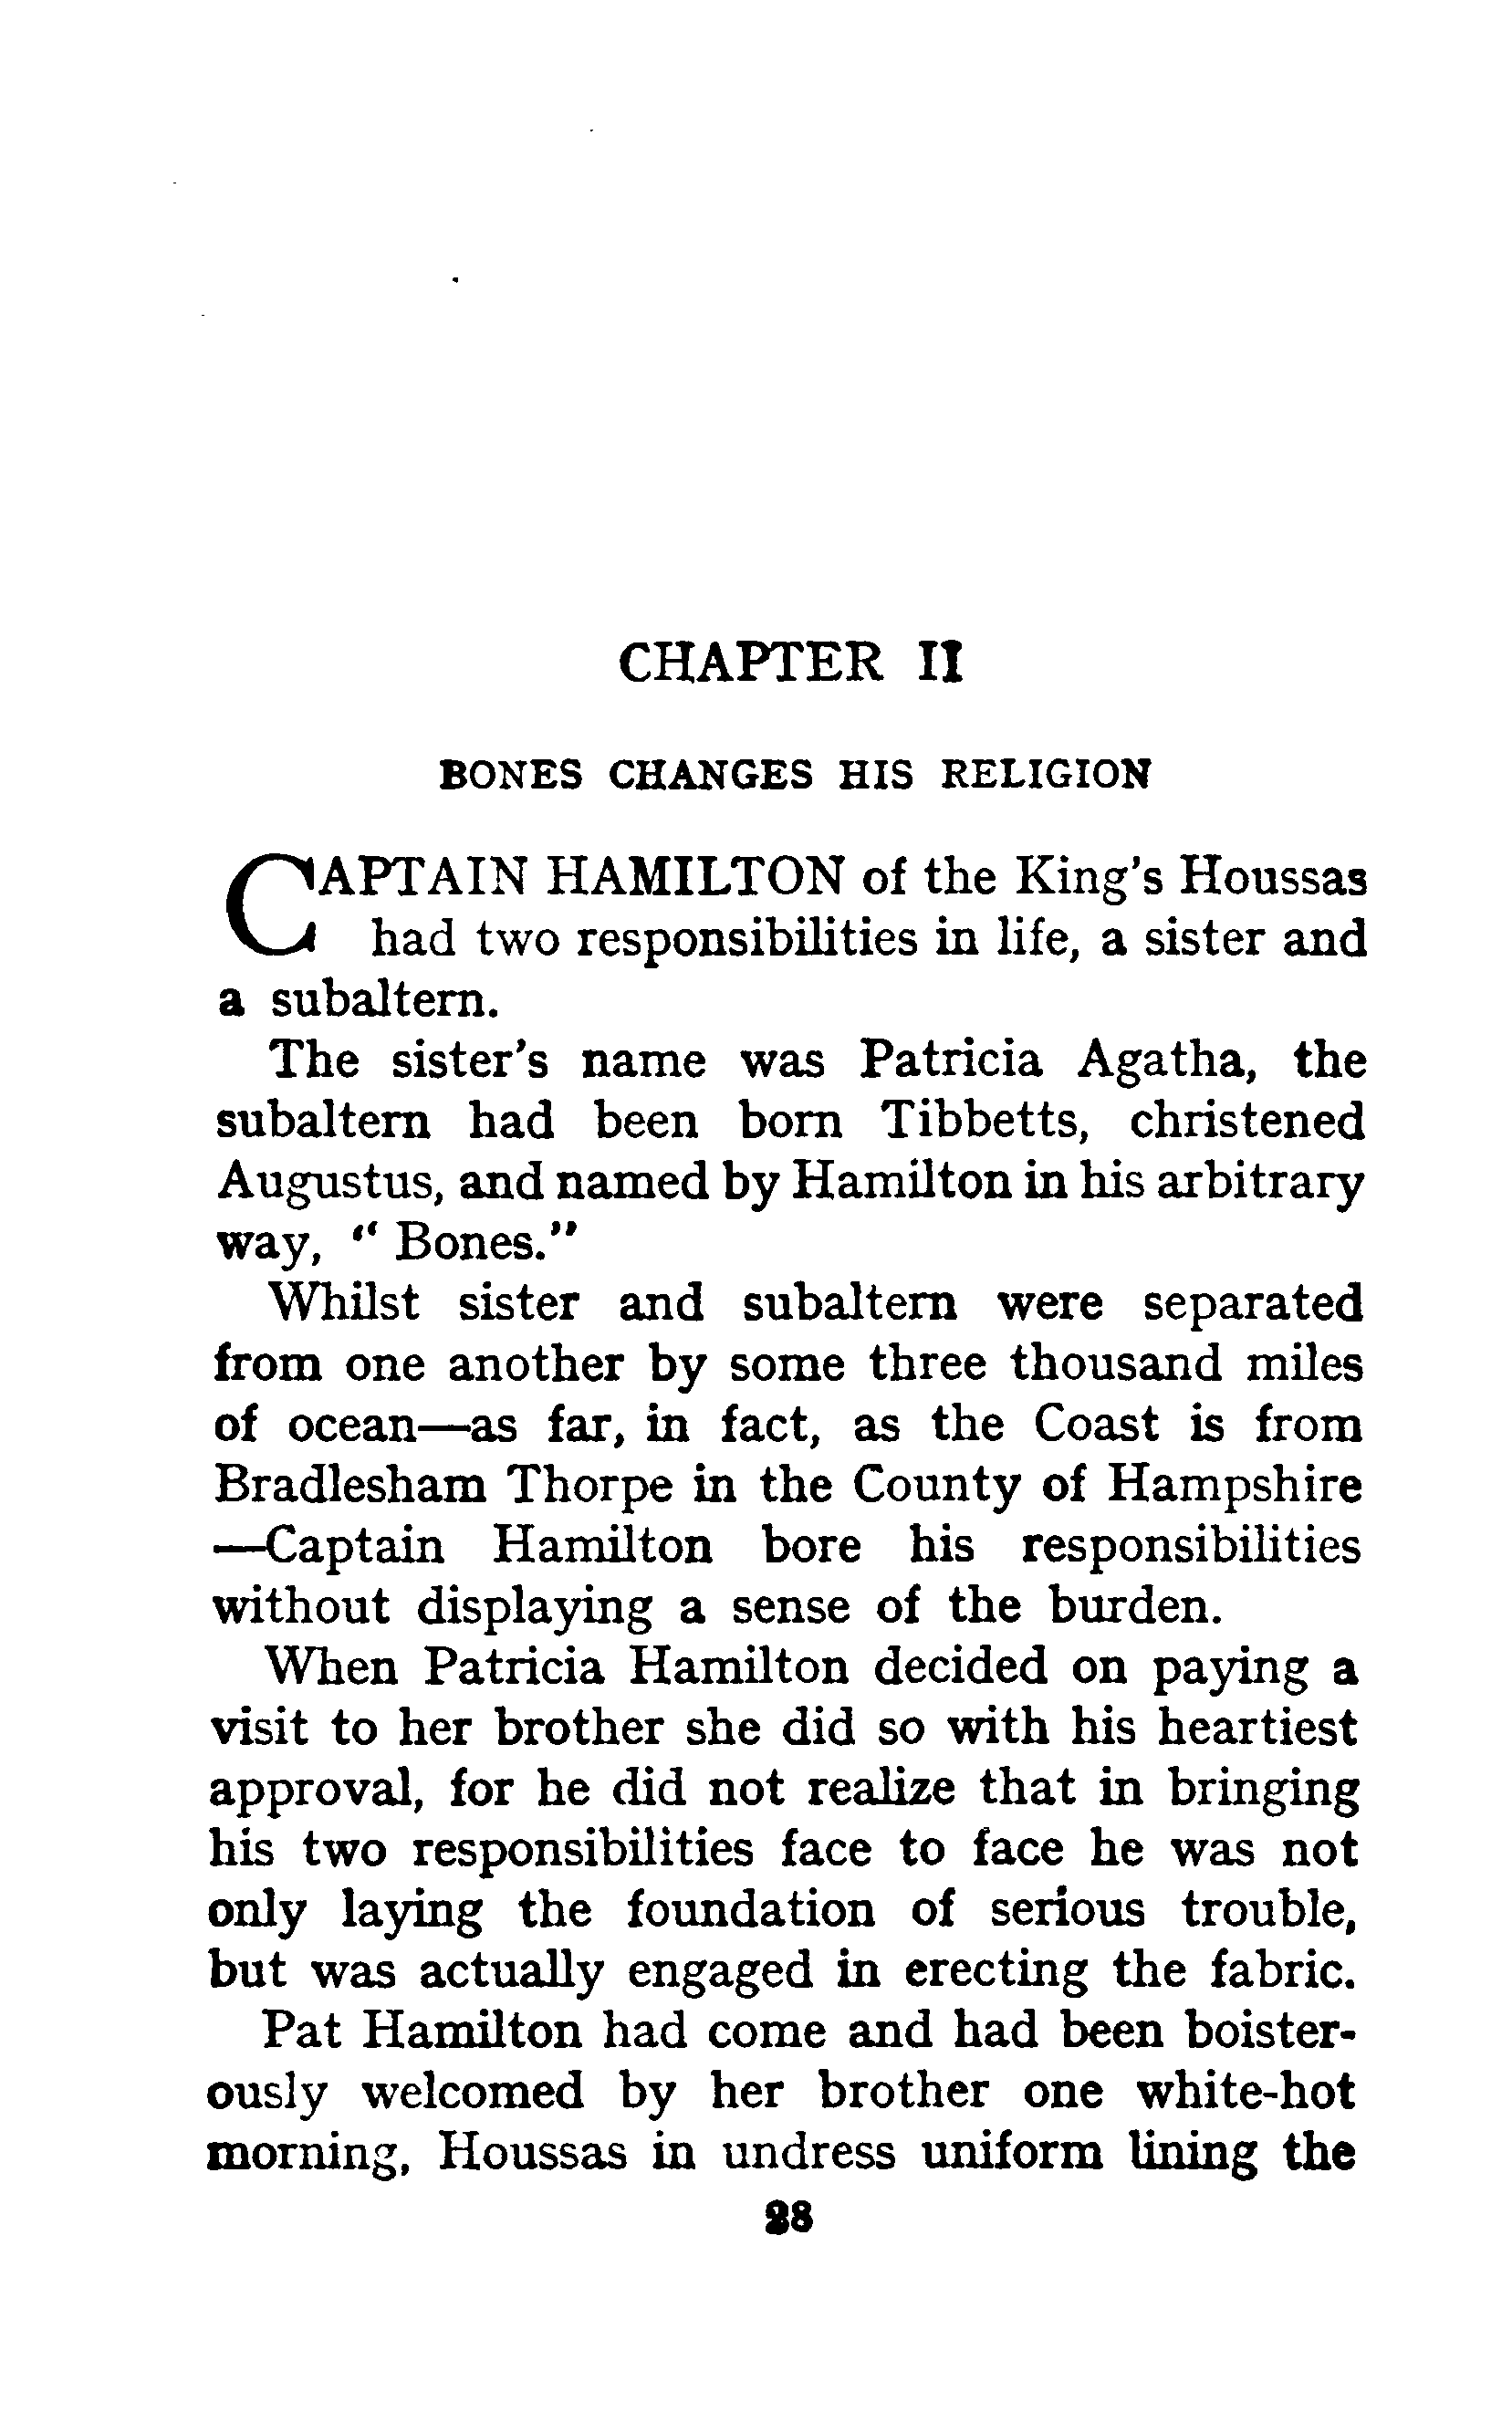 CHAPTER II
BONES CHANGES HIS RELIGION
CAPTAIN HAMILTON of the King's Houssas
had two responsibilities in life, a sister and
a subaltern.
The sister's name was Patricia Agatha, the
subaltern had been born Tibbetts, christened
Augustus, and named by Hamilton in his arbitrary
way, " Bones."
Whilst sister and subaltern were separated
from one another by some three thousand miles
of ocean—as far, in fact, as the Coast is from
Bradlesham Thorpe in the County of Hampshire
—Captain Hamilton bore his responsibilities
without displaying a sense of the burden.
When Patricia Hamilton decided on paying a
visit to her brother she did so with his heartiest
approval, for he did not realize that in bringing
his two responsibilities face to face he was not
only laying the foundation of serious trouble,
but was actually engaged in erecting the fabric.
Pat Hamilton had come and had been boister-
ously welcomed by her brother one white-hot
morning, Houssas in undress uniform lining the
28